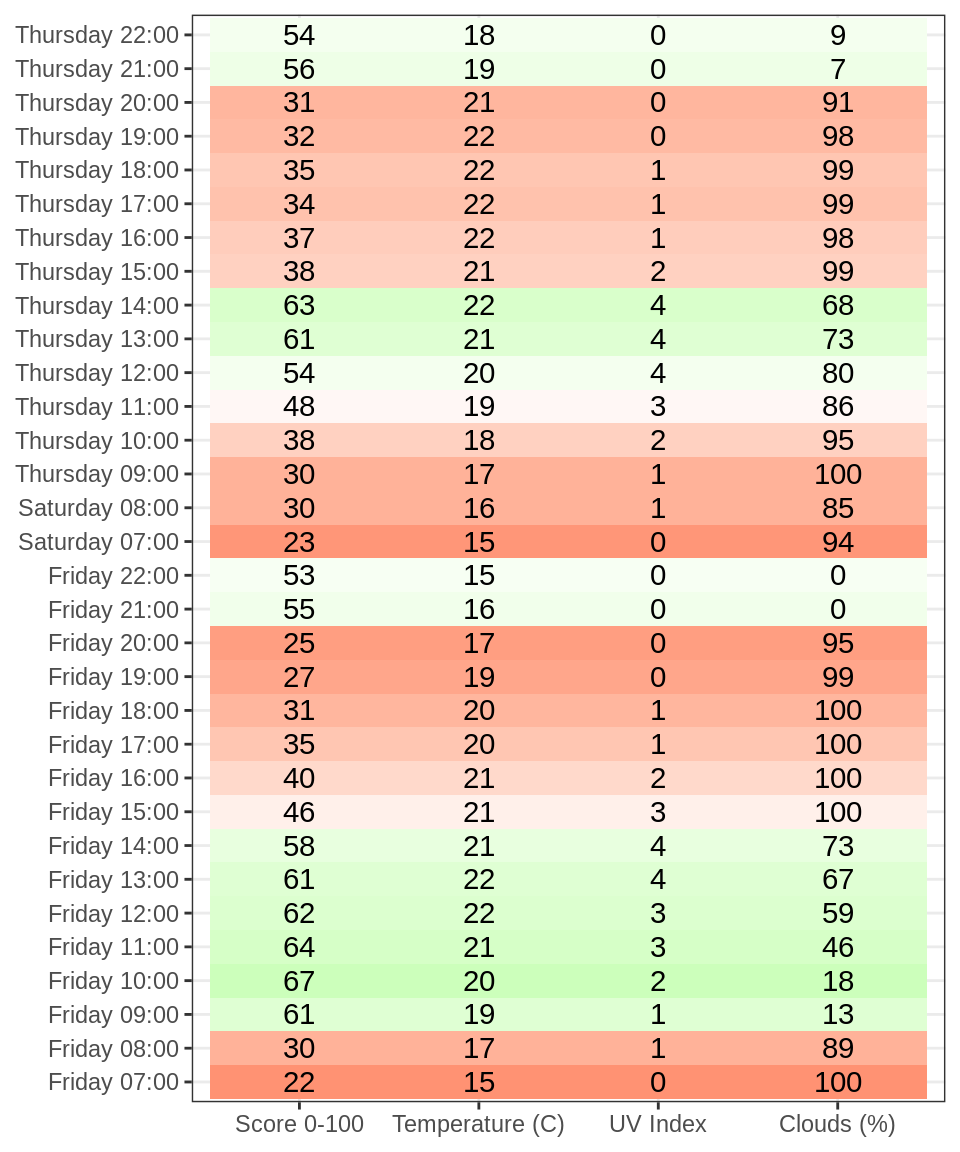 Thursday 22:00 54 18 0 9
Thursday 21:00 56 19 0 7
Thursday 20:00 31 21 0 91
Thursday 19:00 32 22 0 98
Thursday 18:00 35 22 1 99
Thursday 17:00 34 22 1 99
Thursday 16:00 37 22 1 98
Thursday 15:00 38 21 2 99
Thursday 14:00 63 22 4 68
Thursday 13:00 61 21 4 73
Thursday 12:00 54 20 4 80
Thursday 11:00 48 19 3 86
Thursday 10:00 38 18 2 95
Thursday 09:00 30 17 1 100
Saturday 08:00 30 16 1 85
Saturday 07:00 23 15 0 94
Friday 22:00 53 15 0 0
Friday 21:00 55 16 0 0
Friday 20:00 25 17 0 95
Friday 19:00 27 19 0 99
Friday 18:00 31 20 1 100
Friday 17:00 35 20 1 100
Friday 16:00 40 21 2 100
Friday 15:00 46 21 3 100
Friday 14:00 58 21 4 73
Friday 13:00 61 22 4 67
Friday 12:00 62 22 3 59
Friday 11:00 64 21 3 46
Friday 10:00 67 20 2 18
Friday 09:00 61 19 1 13
Friday 08:00 30 17 1 89
Friday 07:00 22 15 0 100
Score 0-100 Temperature (C) UV Index Clouds (%)